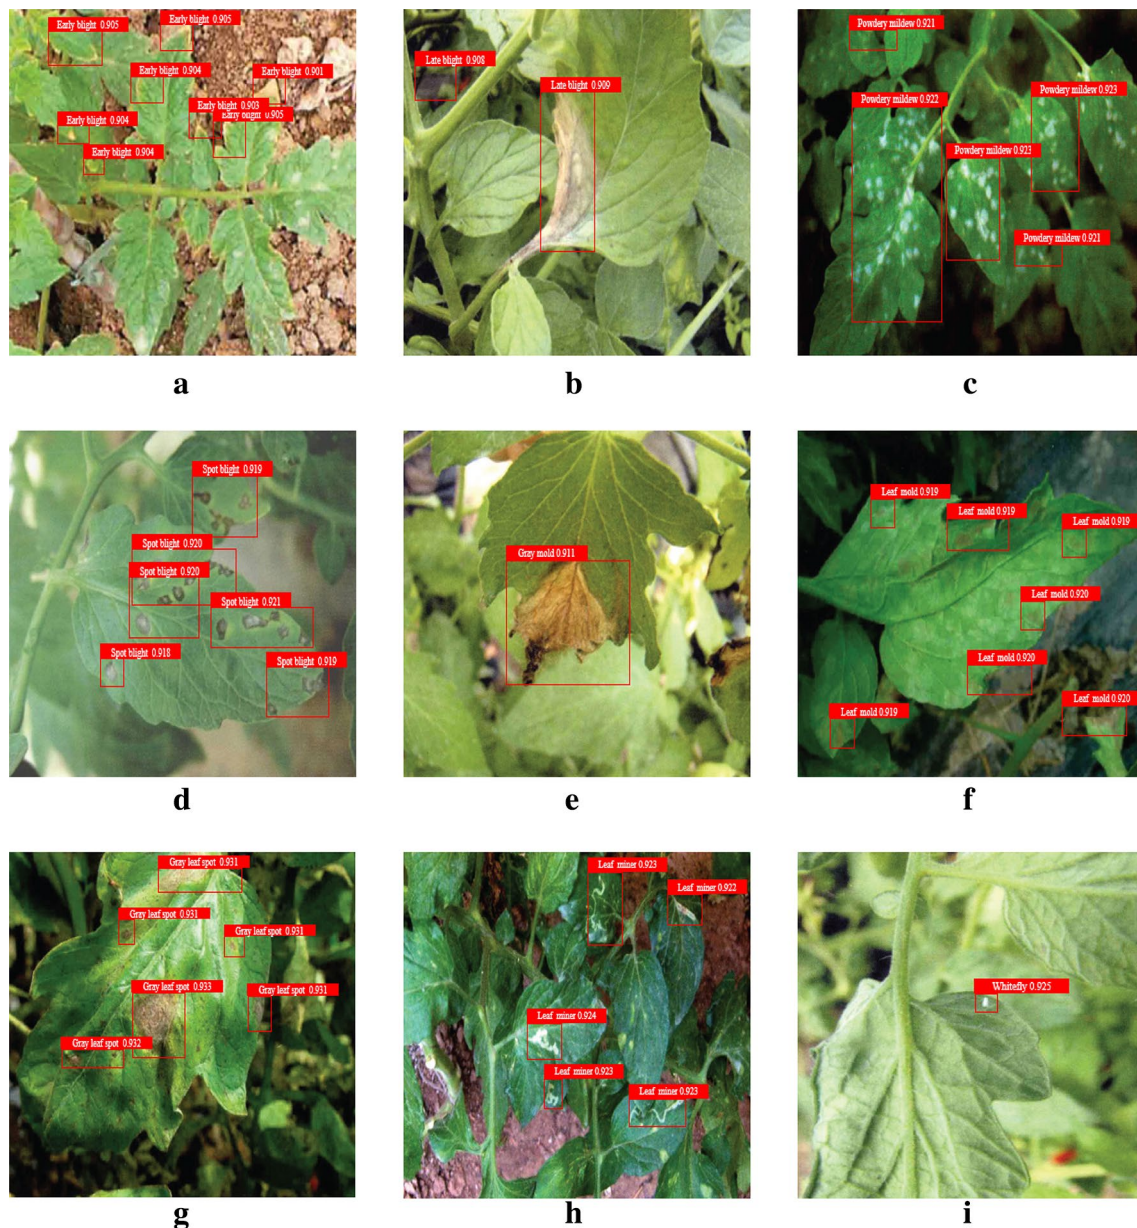 Early blight 0.905
Early blight 0.905
Early blight 0.904
Early blight 0.901
Early blight 0.903
Early blight 0.905
Early blight 0.904
Early blight 0.904
a
Late blight 0.908
Late blight 0.909
b
Powdery mildew 0.921
Powdery mildew 0.922
Powdery mildew 0.923
Powdery mildew 0.923
Powdery mildew 0.921
c
Spot blight 0.919
Spot blight 0.920
Spot blight 0.920
Spot blight 0.921
Spot blight 0.918
Spot blight 0.919
d
Gray mold 0.911
e
Leaf mold 0.919
Leaf mold 0.919
Leaf mold 0.919
Leaf mold 0.920
Leaf mold 0.920
Leaf mold 0.920
Leaf mold 0.919
f
Gray leaf spot 0.931
Gray leaf spot 0.931
Gray leaf spot 0.931
Gray leaf spot 0.933
Gray leaf spot 0.931
Gray leaf spot 0.932
g
Leaf miner 0.923
Leaf miner 0.922
Leaf miner 0.924
Leaf miner 0.923
Leaf miner 0.923
h
Whitefly 0.925
i